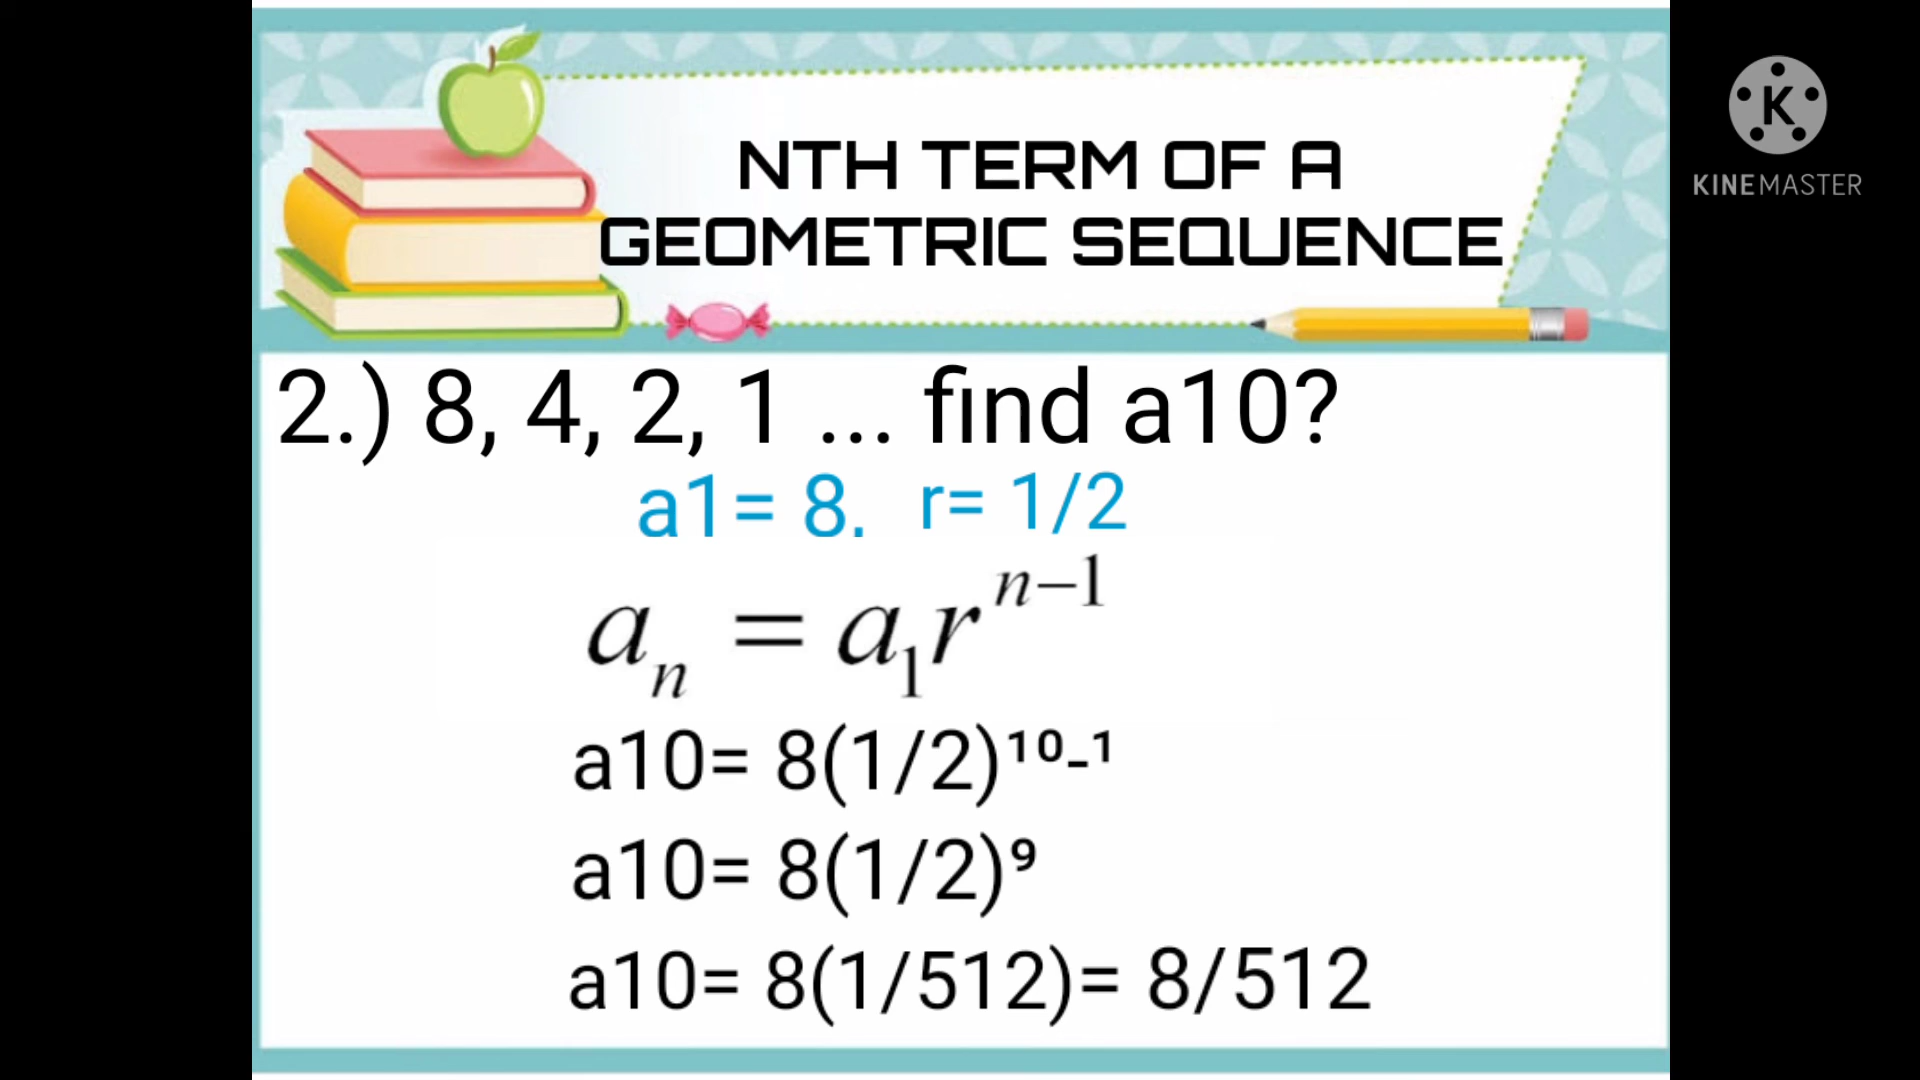 NTH TERM OF A
GEOMETRIC SEQUENCE
KINEMASTER
2.) 8, 4, 2, 1 ... find a10?
a1= 8, r= 1/2
aₙ = a₁rⁿ⁻¹
a10= 8(1/2)¹⁰-¹
a10= 8(1/2)⁹
a10= 8(1/512)= 8/512